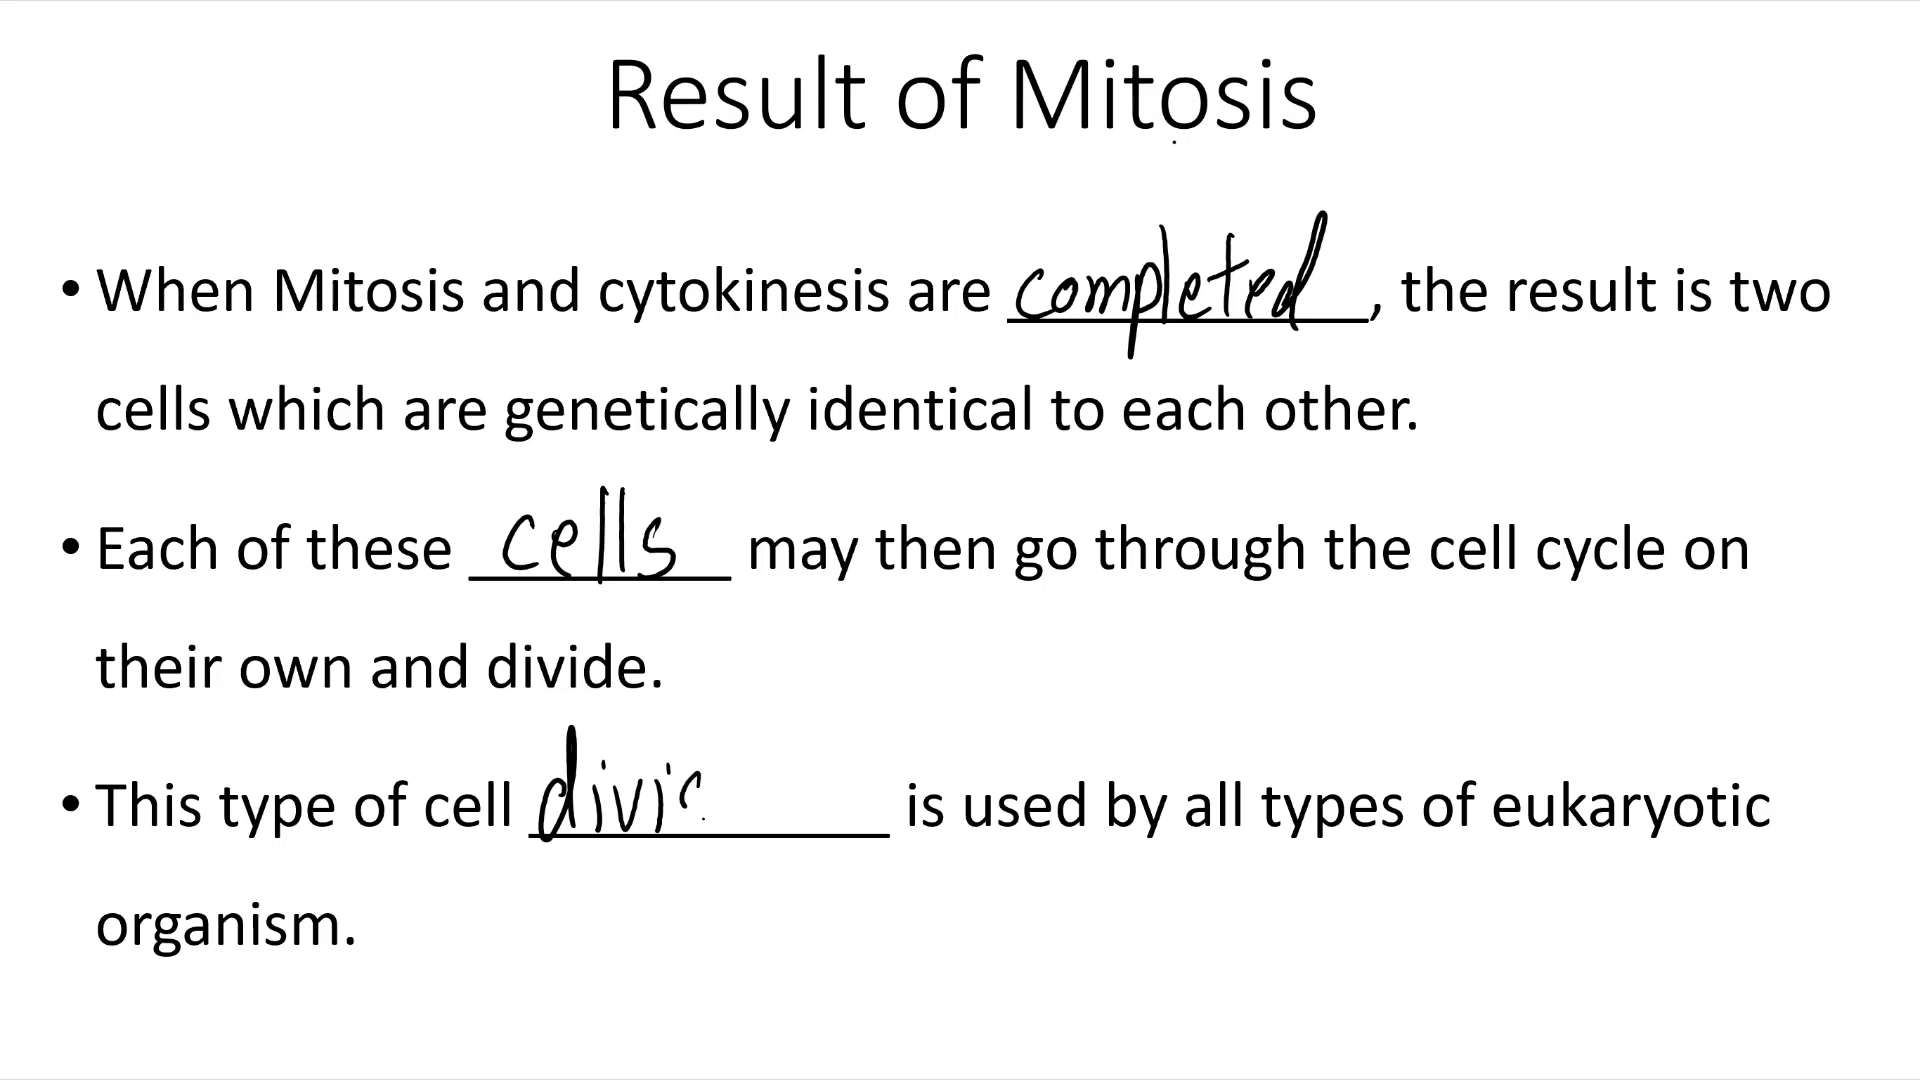 Result of Mitosis
• When Mitosis and cytokinesis are completed, the result is two
cells which are genetically identical to each other.
• Each of these cells may then go through the cell cycle on
their own and divide.
• This type of cell divi is used by all types of eukaryotic
organism.